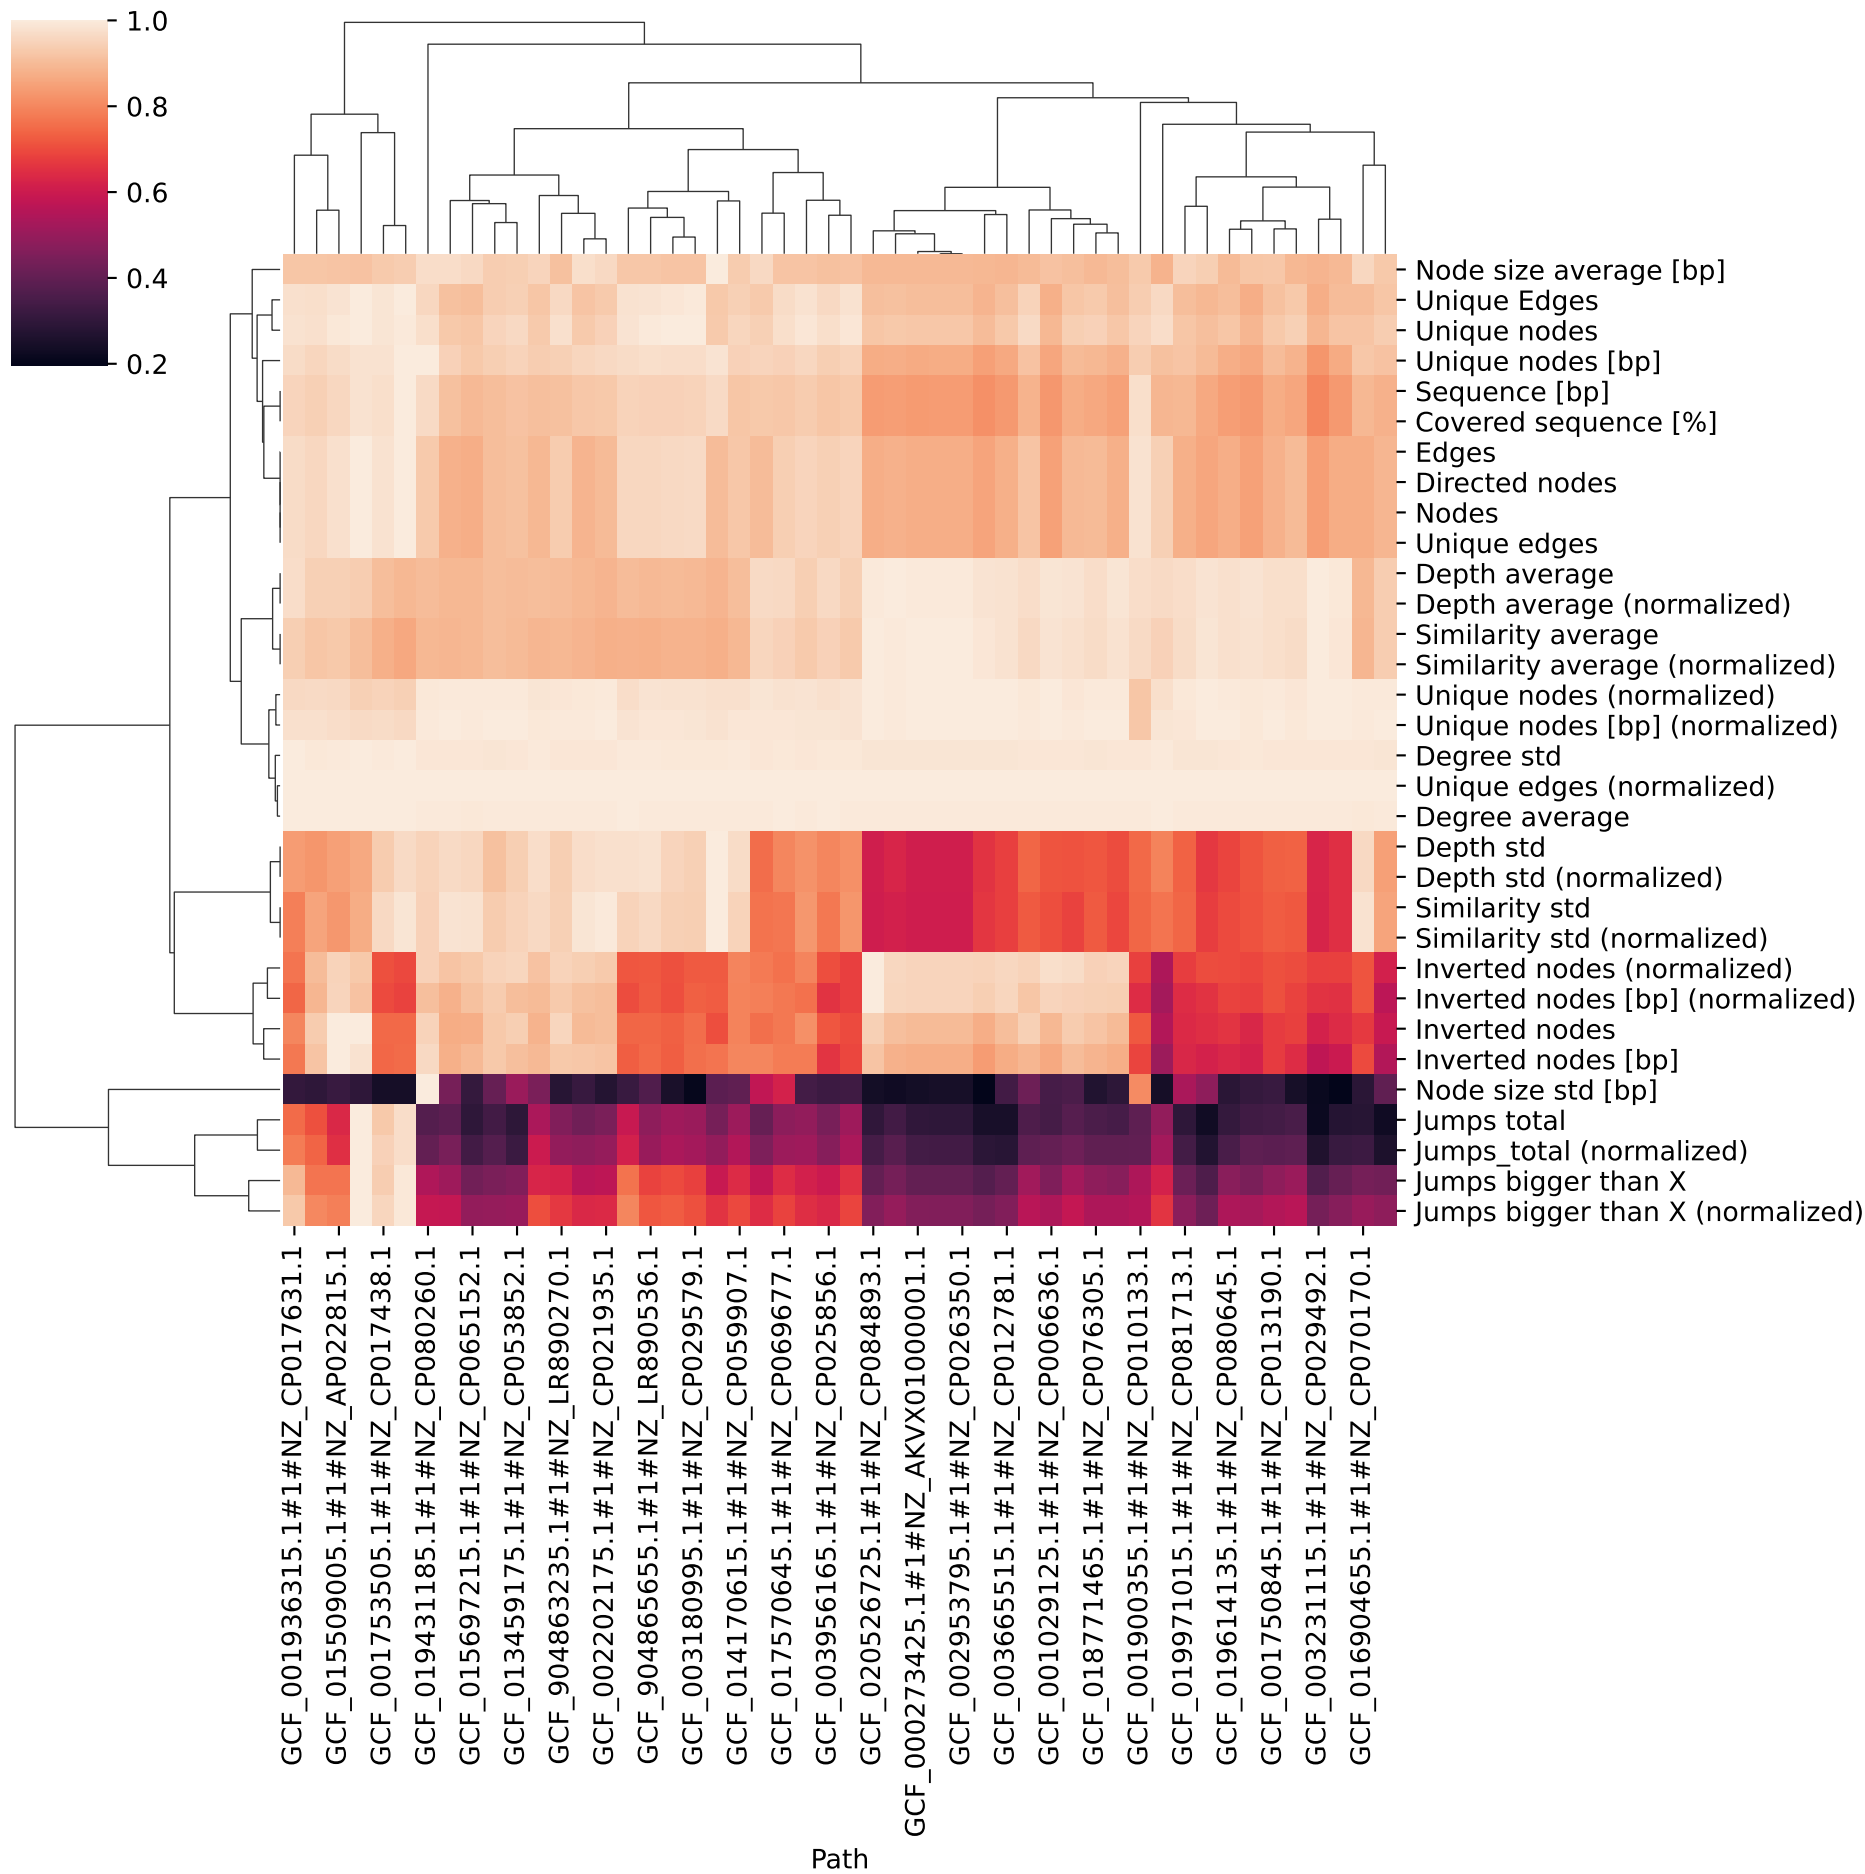 1.0
0.8
0.6
0.4
0.2
Node size average [bp]
Unique Edges
Unique nodes
Unique nodes [bp]
Sequence [bp]
Covered sequence [%]
Edges
Directed nodes
Nodes
Unique edges
Depth average
Depth average (normalized)
Similarity average
Similarity average (normalized)
Unique nodes (normalized)
Unique nodes [bp] (normalized)
Degree std
Unique edges (normalized)
Degree average
Depth std
Depth std (normalized)
Similarity std
Similarity std (normalized)
Inverted nodes (normalized)
Inverted nodes [bp] (normalized)
Inverted nodes
Inverted nodes [bp]
Node size std [bp]
Jumps total
Jumps_total (normalized)
Jumps bigger than X
Jumps bigger than X (normalized)
GCF_001936315.1#1#NZ_CP017631.1
GCF_015509005.1#1#NZ_AP022815.1
GCF_001753505.1#1#NZ_CP017438.1
GCF_019431185.1#1#NZ_CP080260.1
GCF_015697215.1#1#NZ_CP065152.1
GCF_013459175.1#1#NZ_CP053852.1
GCF_904863235.1#1#NZ_LR890270.1
GCF_002202175.1#1#NZ_CP021935.1
GCF_904865655.1#1#NZ_LR890536.1
GCF_003180995.1#1#NZ_CP029579.1
GCF_014170615.1#1#NZ_CP059907.1
GCF_017570645.1#1#NZ_CP069677.1
GCF_003956165.1#1#NZ_CP025856.1
GCF_020526725.1#1#NZ_CP084893.1
GCF_000273425.1#1#NZ_AKVX01000001.1
GCF_002953795.1#1#NZ_CP026350.1
GCF_003665515.1#1#NZ_CP012781.1
GCF_001029125.1#1#NZ_CP006636.1
GCF_018771465.1#1#NZ_CP076305.1
GCF_001900355.1#1#NZ_CP010133.1
GCF_019971015.1#1#NZ_CP081713.1
GCF_019614135.1#1#NZ_CP080645.1
GCF_001750845.1#1#NZ_CP013190.1
GCF_003231115.1#1#NZ_CP029492.1
GCF_016904655.1#1#NZ_CP070170.1
Path